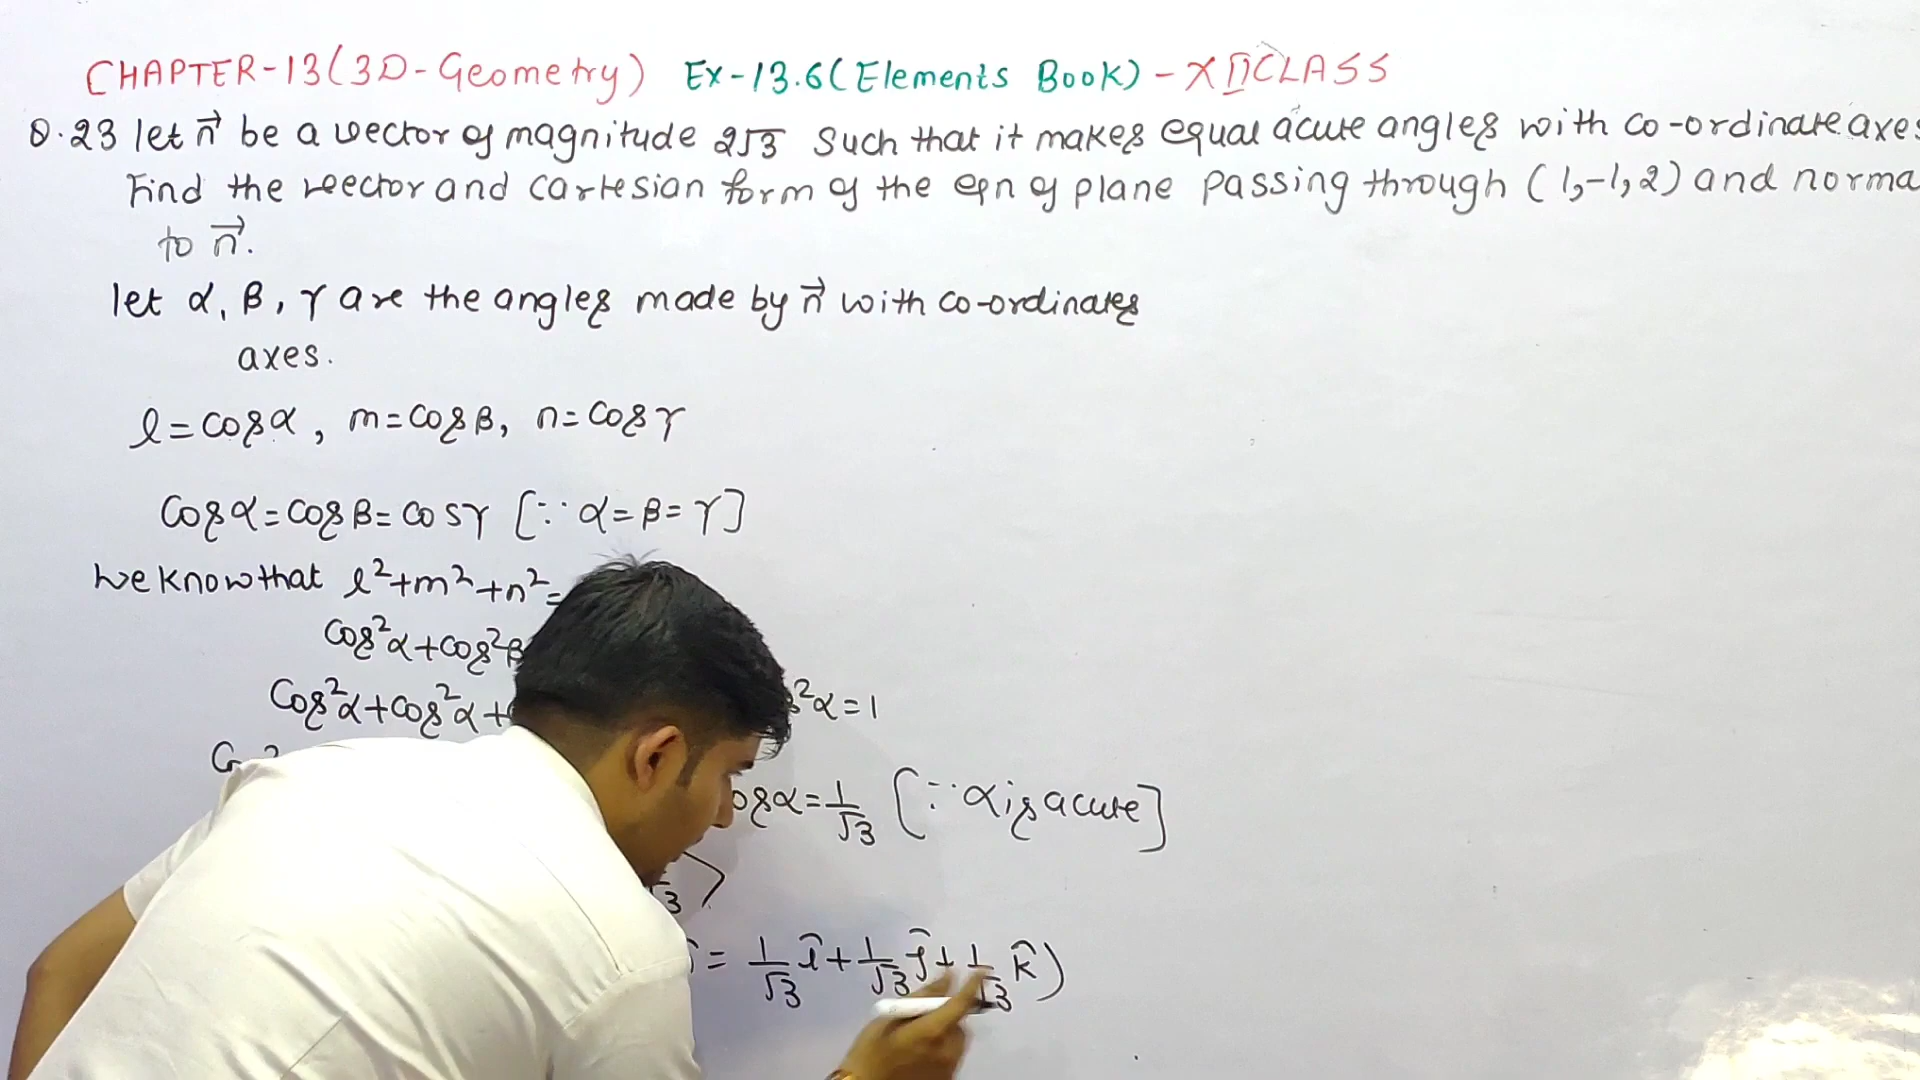 CHAPTER-13(3D-Geometry) Ex-13.6(Elements Book)-XIICLASS
Q.23 let n⃗ be a vector of magnitude 2√3 such that it makes equal acute angles with co-ordinate axes
Find the vector and cartesian form of the eqn of plane passing through (1,-1,2) and norma
to n⃗.
let α, β, γ are the angles made by n⃗ with co-ordinates
axes.
l=cosα, m=cosβ, n=cosγ
cosα=cosβ=cosγ [∵ α=β=γ]
we know that l²+m²+n²=
cos²α+cos²β
cos²α+cos²α+ ²α=1
cosα=1/√3 [∵ α is acute]
√3 >
= 1/√3 î+1/√3 ĵ+1/√3 k̂)